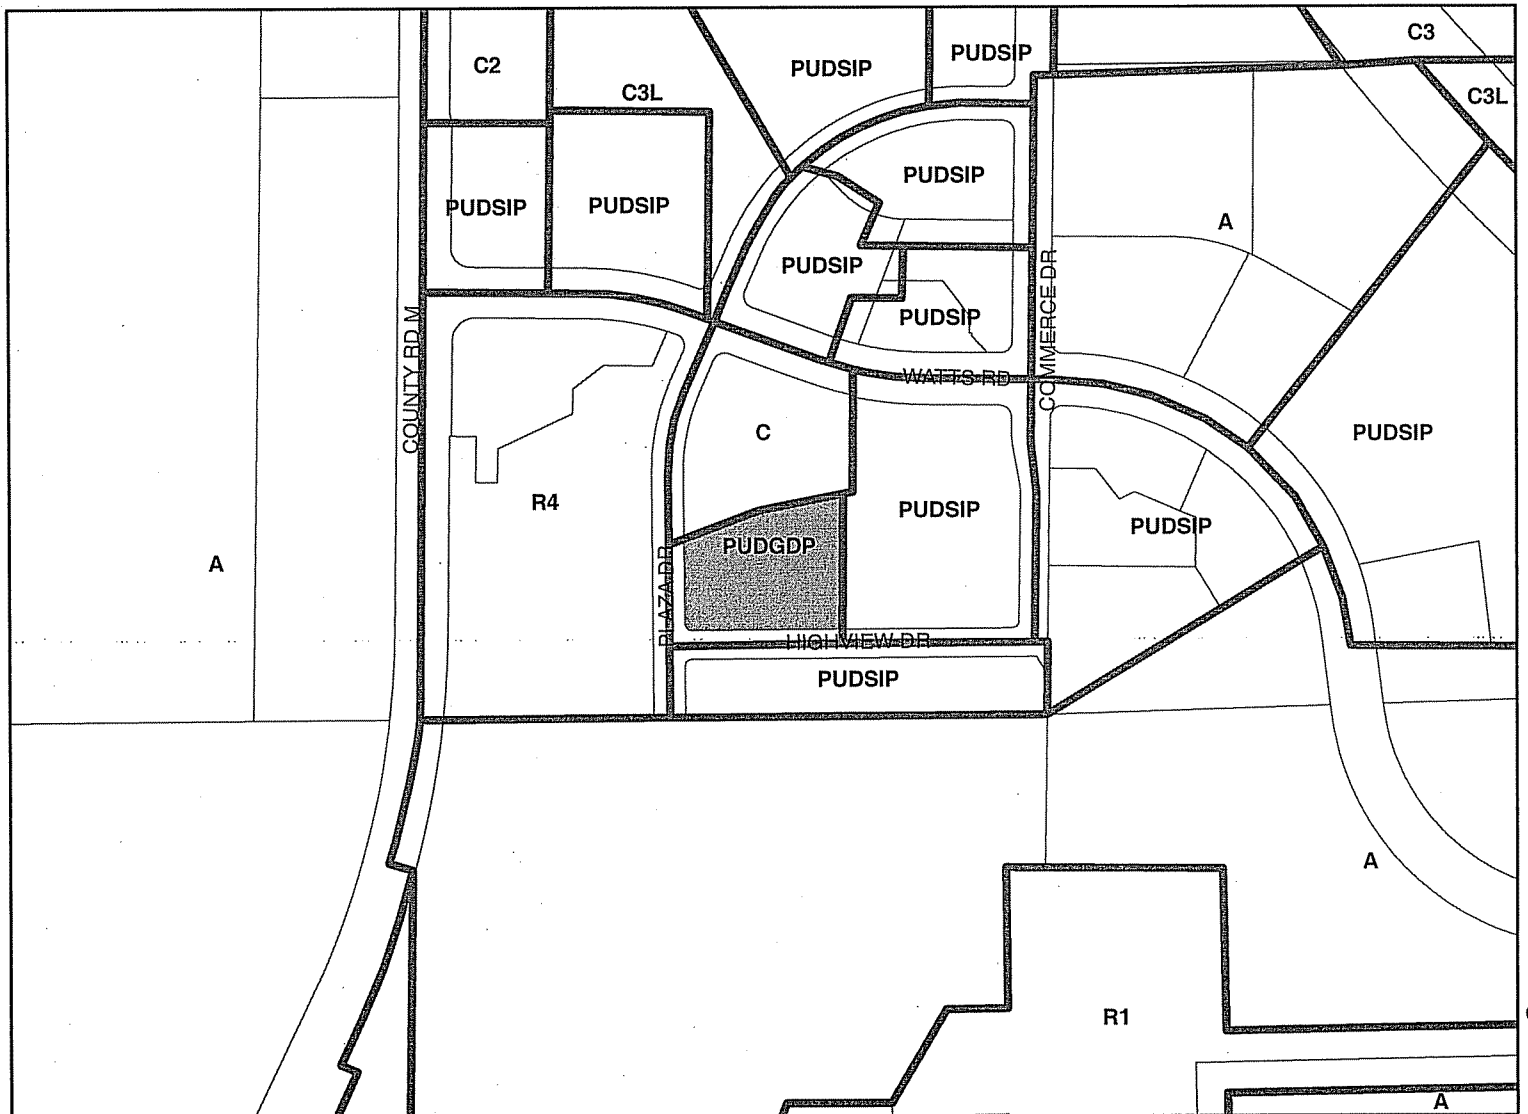 C3
PUDSIP
C2
PUDSIP
C3L
C3L
PUDSIP
PUDSIP
PUDSIP
A
PUDSIP
PUDSIP
COUNTY RD M
COMMERCE DR
WATTS RD
C
PUDSIP
R4
PUDSIP
PUDSIP
PUDGDP
A
PLAZA DR
HIGHVIEW DR
PUDSIP
A
R1
A